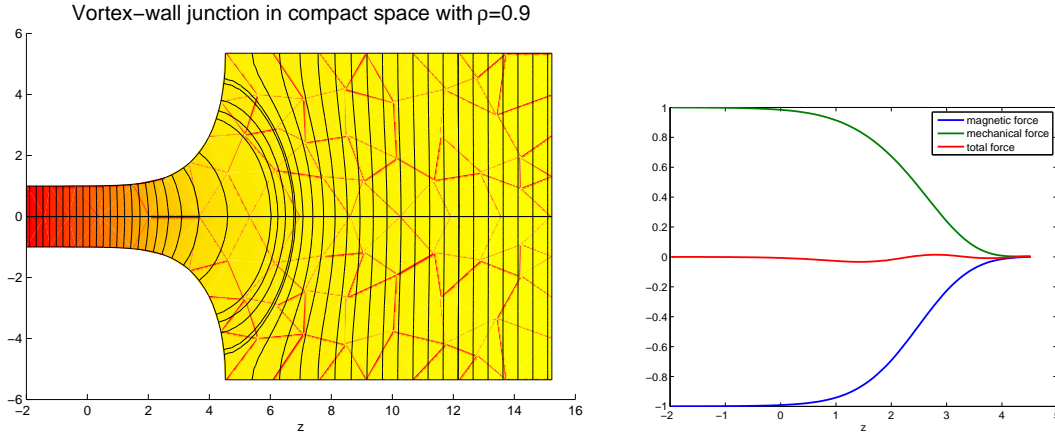 Vortex−wall junction in compact space with ρ=0.9
6
4
2
0
−2
−4
−6
−2 0 2 4 6 8 10 12 14 16
z
1
0.8
0.6
0.4
0.2
0
−0.2
−0.4
−0.6
−0.8
−1
−2 −1 0 1 2 3 4 5
z
magnetic force
mechanical force
total force